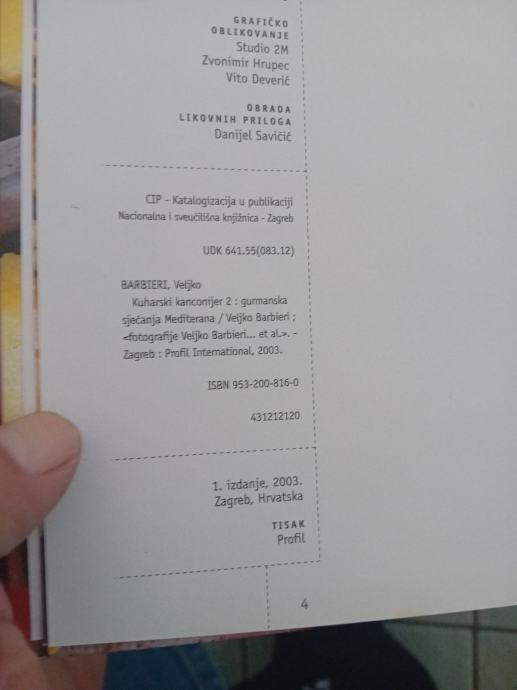 GRAFIČKO
OBLIKOVANJE
Studio 2M
Zvonimir Hrupec
Vito Deverić
OBRADA
LIKOVNIH PRILOGA
Danijel Savičić
CIP - Katalogizacija u publikaciji
Nacionalna i sveučilišna knjižnica - Zagreb
UDK 641.55(083.12)
BARBIERI, Veljko
Kuharski kanconijer 2 : gurmanska
sjećanja Mediterana / Veljko Barbieri ;
<fotografije Veljko Barbieri... et al.>. -
Zagreb : Profil International, 2003.
ISBN 953-200-816-0
431212120
1. izdanje, 2003.
Zagreb, Hrvatska
TISAK
Profil
4